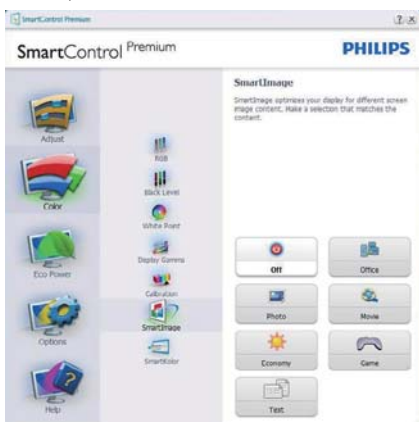 SmartControl Premium
SmartControl Premium
PHILIPS
Adjust
Color
Eco Power
Options
Help
RGB
Black Level
White Point
Display Gamma
Calibration
SmartImage
SmartKolor
SmartImage
SmartImage optimizes your display for different screen
image content. Make a selection that matches the
content.
Off
Office
Photo
Movie
Economy
Game
Text